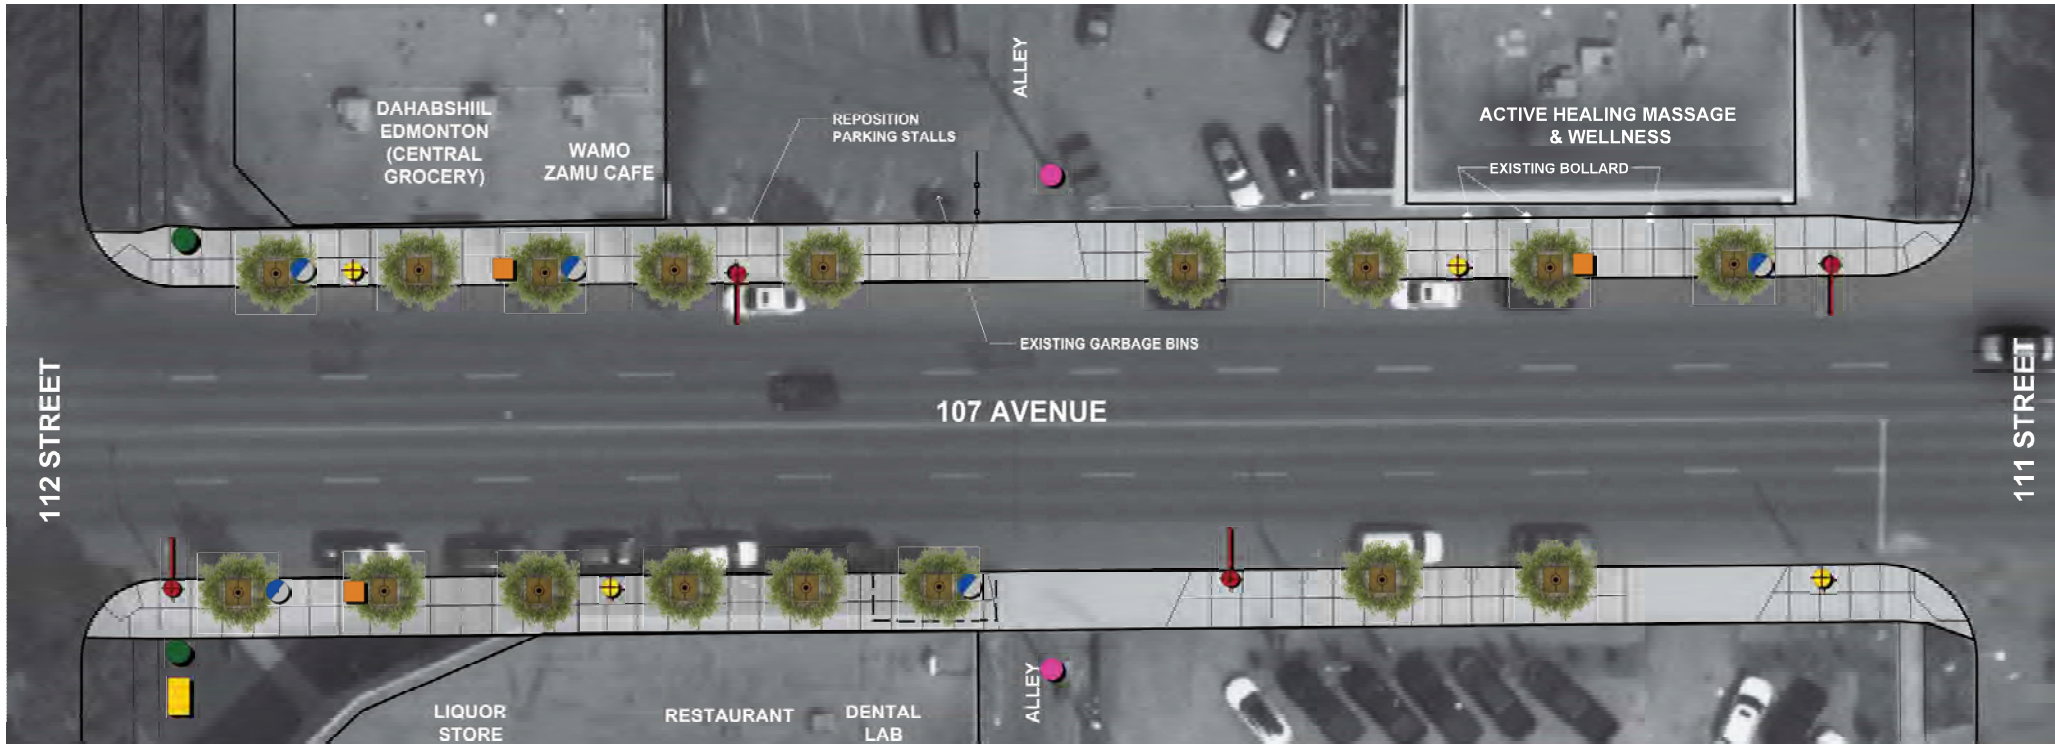 DAHABSHIIL
EDMONTON
(CENTRAL
GROCERY)
WAMO
ZAMU CAFE
REPOSITION
PARKING STALLS
ALLEY
ACTIVE HEALING MASSAGE
& WELLNESS
EXISTING BOLLARD
EXISTING GARBAGE BINS
112 STREET
107 AVENUE
111 STREET
LIQUOR
STORE
RESTAURANT
DENTAL
LAB
ALLEY